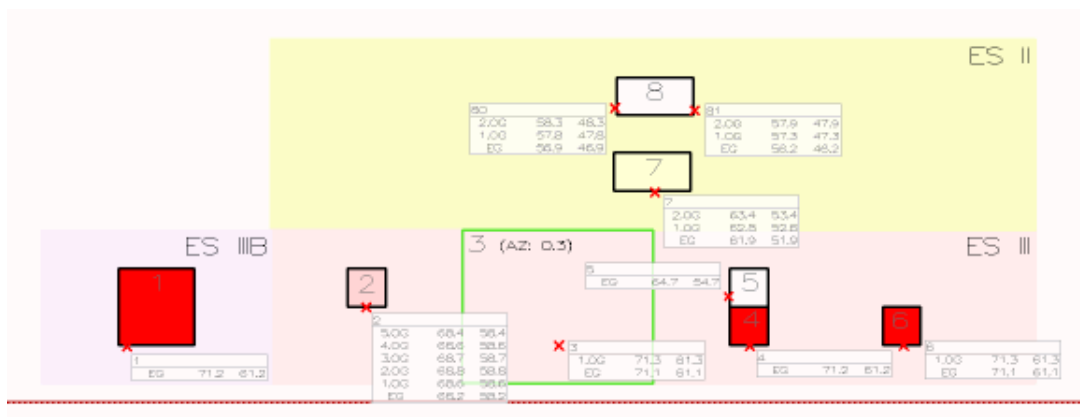 ES II
8
80
2.OG 58.3 48.3
1.OG 57.8 47.8
EG 56.9 46.9
81
2.OG 57.9 47.9
1.OG 57.3 47.3
EG 56.2 46.2
7
7
2.OG 63.4 53.4
1.OG 62.8 52.8
EG 61.9 51.9
ES IIIB
3 (AZ: 0.3)
ES III
1
2
5
EG 64.7 54.7
5
4
6
1
EG 71.2 61.2
2
5.OG 68.4 58.4
4.OG 68.6 58.6
3.OG 68.7 58.7
2.OG 68.8 58.8
1.OG 68.6 58.6
EG 68.2 58.2
3
1.OG 71.3 61.3
EG 71.1 61.1
4
EG 71.2 61.2
6
1.OG 71.3 61.3
EG 71.1 61.1